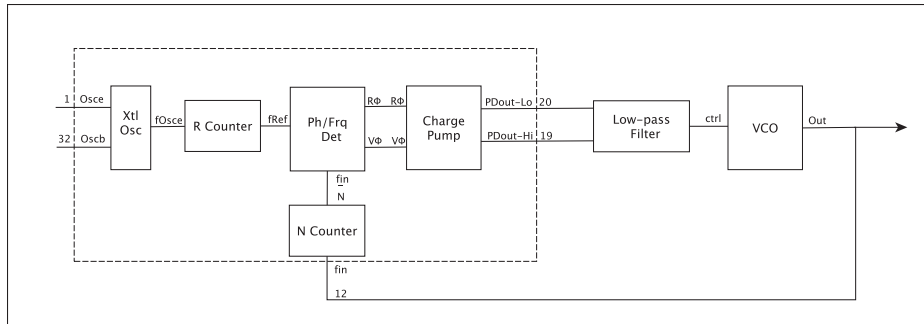 1 Osce
32 Oscb
Xtl
Osc
fOsce
R Counter
fRef
Ph/Frq
Det
RΦ RΦ
VΦ VΦ
Charge
Pump
PDout-Lo 20
PDout-Hi 19
Low-pass
Filter
ctrl
VCO
Out
fin
N
N Counter
fin
12